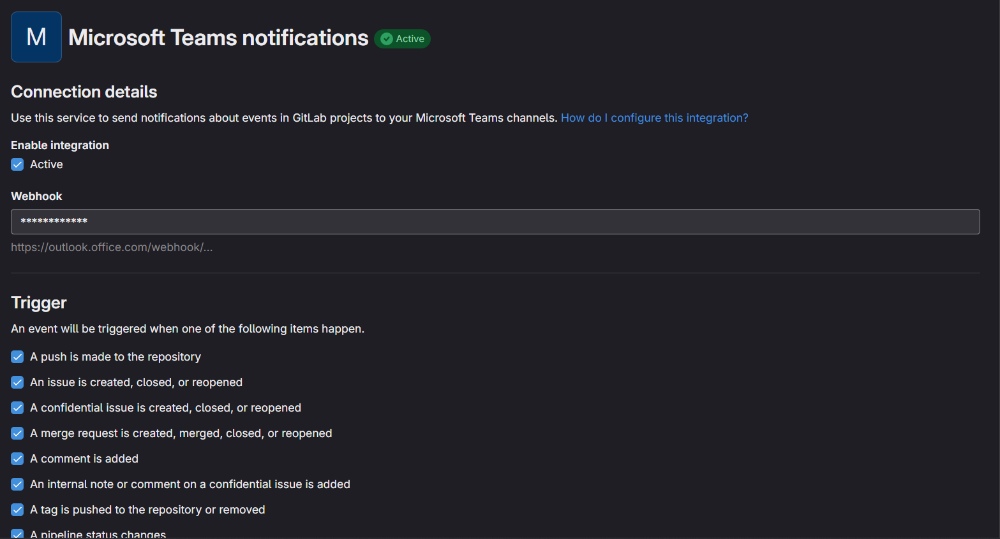 M
Microsoft Teams notifications
Active
Connection details
Use this service to send notifications about events in GitLab projects to your Microsoft Teams channels. How do I configure this integration?
Enable integration
Active
Webhook
************
https://outlook.office.com/webhook/...
Trigger
An event will be triggered when one of the following items happen.
A push is made to the repository
An issue is created, closed, or reopened
A confidential issue is created, closed, or reopened
A merge request is created, merged, closed, or reopened
A comment is added
An internal note or comment on a confidential issue is added
A tag is pushed to the repository or removed
A pipeline status changes